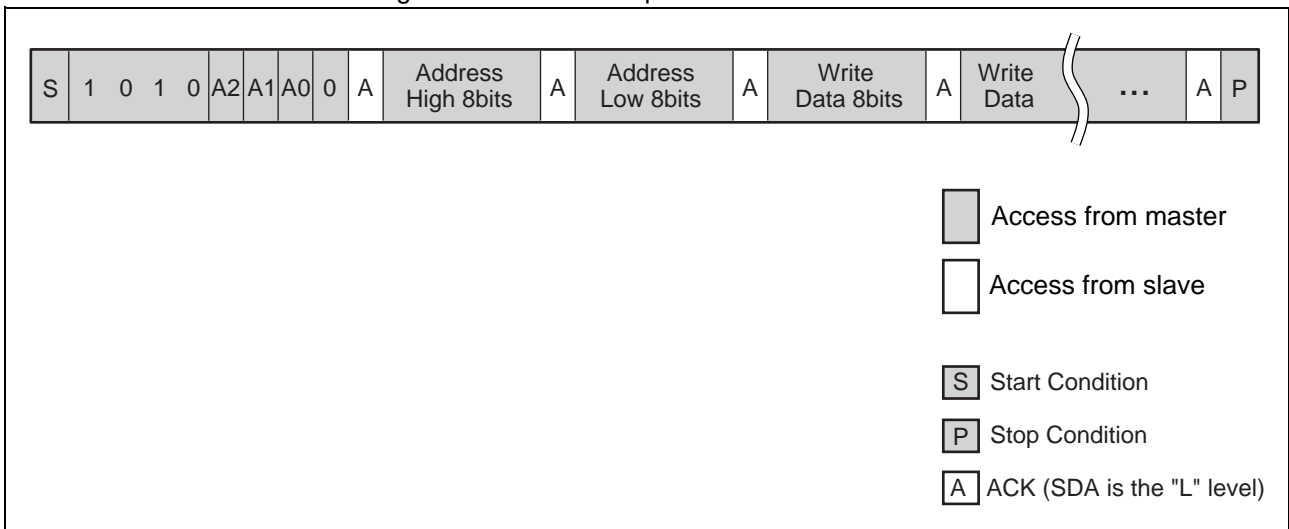 S 1 0 1 0 A2 A1 A0 0 A Address High 8bits A Address Low 8bits A Write Data 8bits A Write Data ... A P
Access from master
Access from slave
S Start Condition
P Stop Condition
A ACK (SDA is the "L" level)